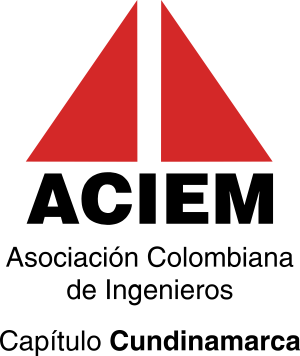 ACIEM
Asociación Colombiana
de Ingenieros
Capítulo Cundinamarca